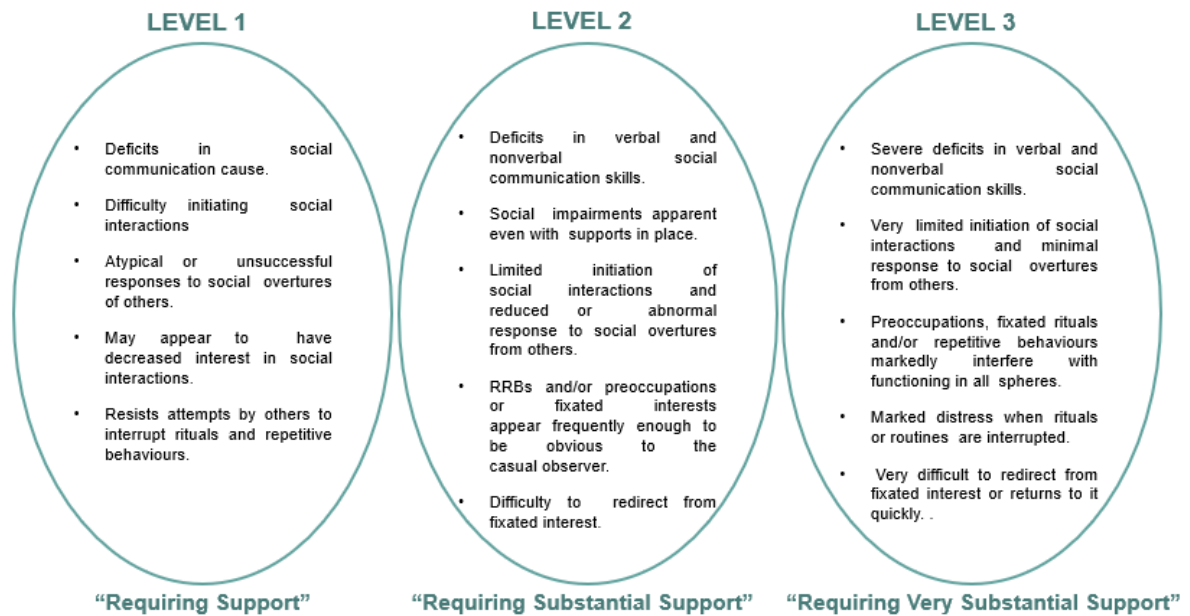 LEVEL 1
• Deficits in social
communication cause.
• Difficulty initiating social
interactions
• Atypical or unsuccessful
responses to social overtures
of others.
• May appear to have
decreased interest in social
interactions.
• Resists attempts by others to
interrupt rituals and repetitive
behaviours.
“Requiring Support”
LEVEL 2
• Deficits in verbal and
nonverbal social
communication skills.
• Social impairments apparent
even with supports in place.
• Limited initiation of
social interactions and
reduced or abnormal
response to social overtures
from others.
• RRBs and/or preoccupations
or fixated interests
appear frequently enough to
be obvious to the
casual observer.
• Difficulty to redirect from
fixated interest.
“Requiring Substantial Support”
LEVEL 3
• Severe deficits in verbal and
nonverbal social
communication skills.
• Very limited initiation of social
interactions and minimal
response to social overtures
from others.
• Preoccupations, fixated rituals
and/or repetitive behaviours
markedly interfere with
functioning in all spheres.
• Marked distress when rituals
or routines are interrupted.
• Very difficult to redirect from
fixated interest or returns to it
quickly. .
“Requiring Very Substantial Support”